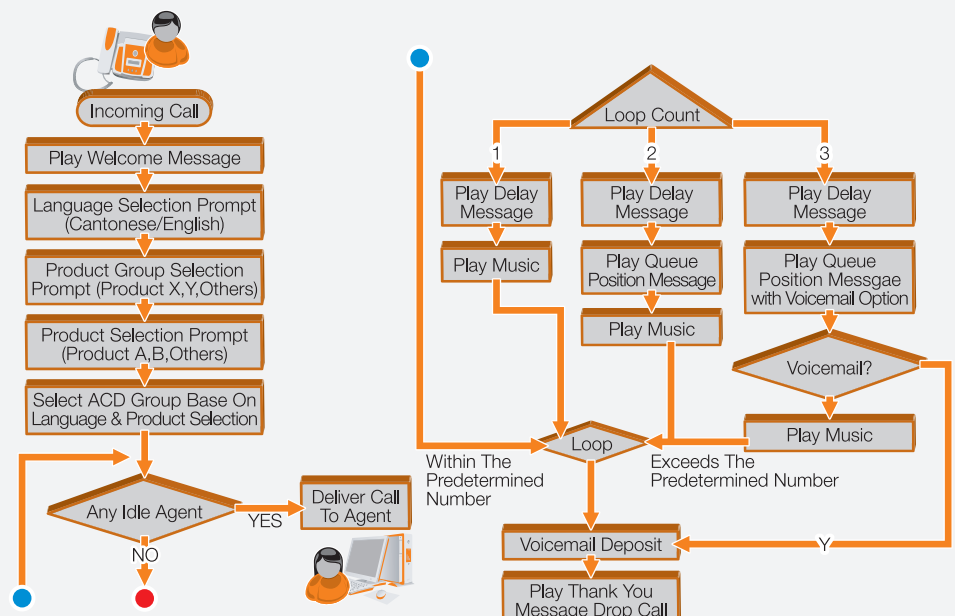 Incoming Call
Play Welcome Message
Language Selection Prompt
(Cantonese/English)
Product Group Selection
Prompt (Product X,Y,Others)
Product Selection Prompt
(Product A,B,Others)
Select ACD Group Base On
Language & Product Selection
Any Idle Agent
YES
Deliver Call
To Agent
NO
Loop Count
1
2
3
Play Delay
Message
Play Music
Play Delay
Message
Play Queue
Position Message
Play Music
Play Delay
Message
Play Queue
Position Messgae
with Voicemail Option
Voicemail?
Play Music
Loop
Within The
Predetermined
Number
Exceeds The
Predetermined Number
Voicemail Deposit
Y
Play Thank You
Message Drop Call